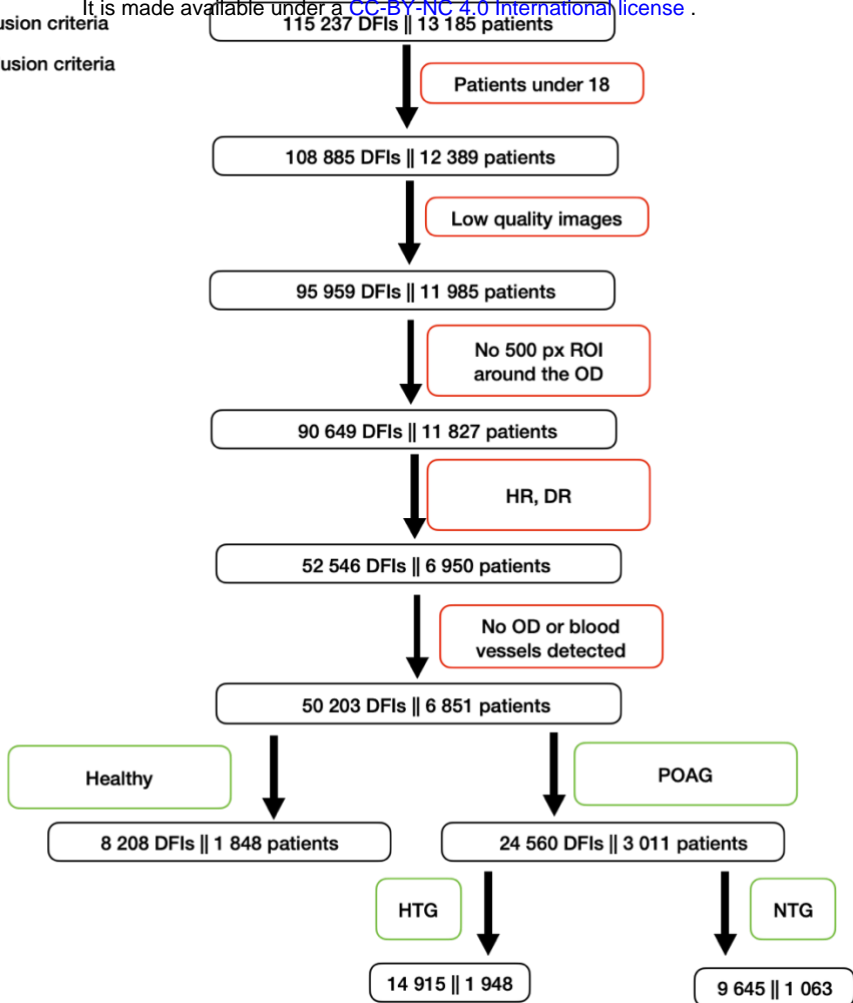 It is made available under a CC-BY-NC 4.0 International license .
usion criteria
115 237 DFIs || 13 185 patients
usion criteria
Patients under 18
108 885 DFIs || 12 389 patients
Low quality images
95 959 DFIs || 11 985 patients
No 500 px ROI
around the OD
90 649 DFIs || 11 827 patients
HR, DR
52 546 DFIs || 6 950 patients
No OD or blood
vessels detected
50 203 DFIs || 6 851 patients
Healthy
POAG
8 208 DFIs || 1 848 patients
24 560 DFIs || 3 011 patients
HTG
NTG
14 915 || 1 948
9 645 || 1 063